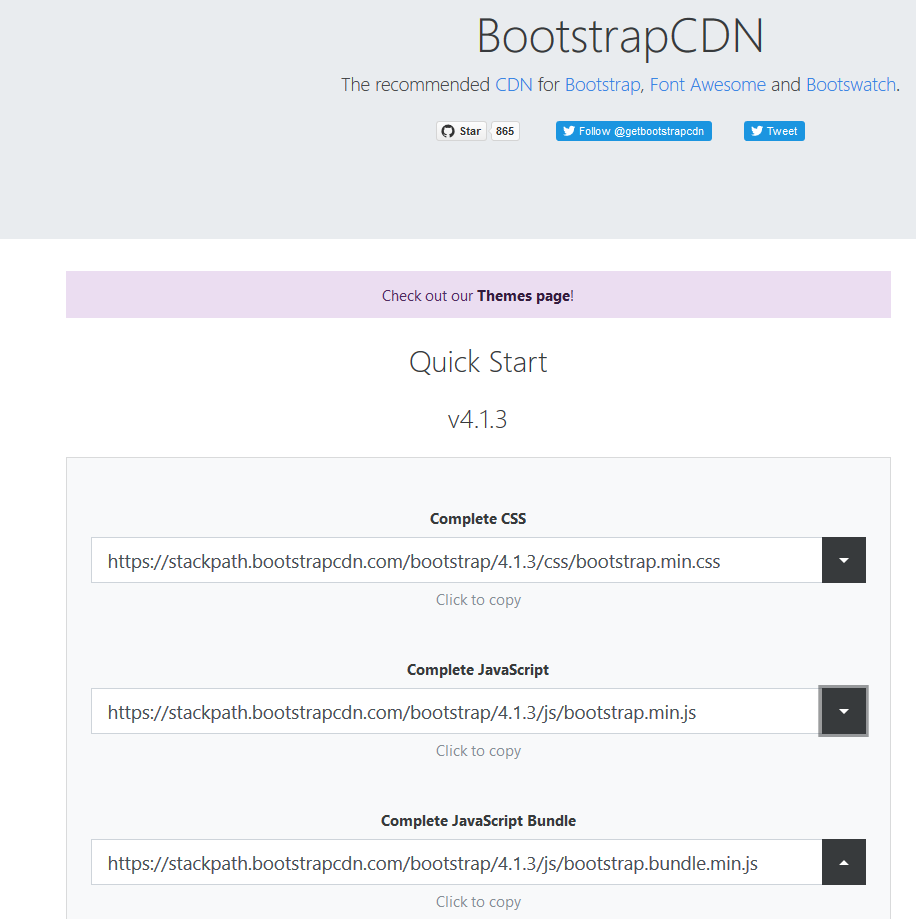 BootstrapCDN
The recommended CDN for Bootstrap, Font Awesome and Bootswatch.
Star 865 Follow @getbootstrapcdn Tweet
Check out our Themes page!
Quick Start
v4.1.3
Complete CSS
https://stackpath.bootstrapcdn.com/bootstrap/4.1.3/css/bootstrap.min.css
Click to copy
Complete JavaScript
https://stackpath.bootstrapcdn.com/bootstrap/4.1.3/js/bootstrap.min.js
Click to copy
Complete JavaScript Bundle
https://stackpath.bootstrapcdn.com/bootstrap/4.1.3/js/bootstrap.bundle.min.js
Click to copy